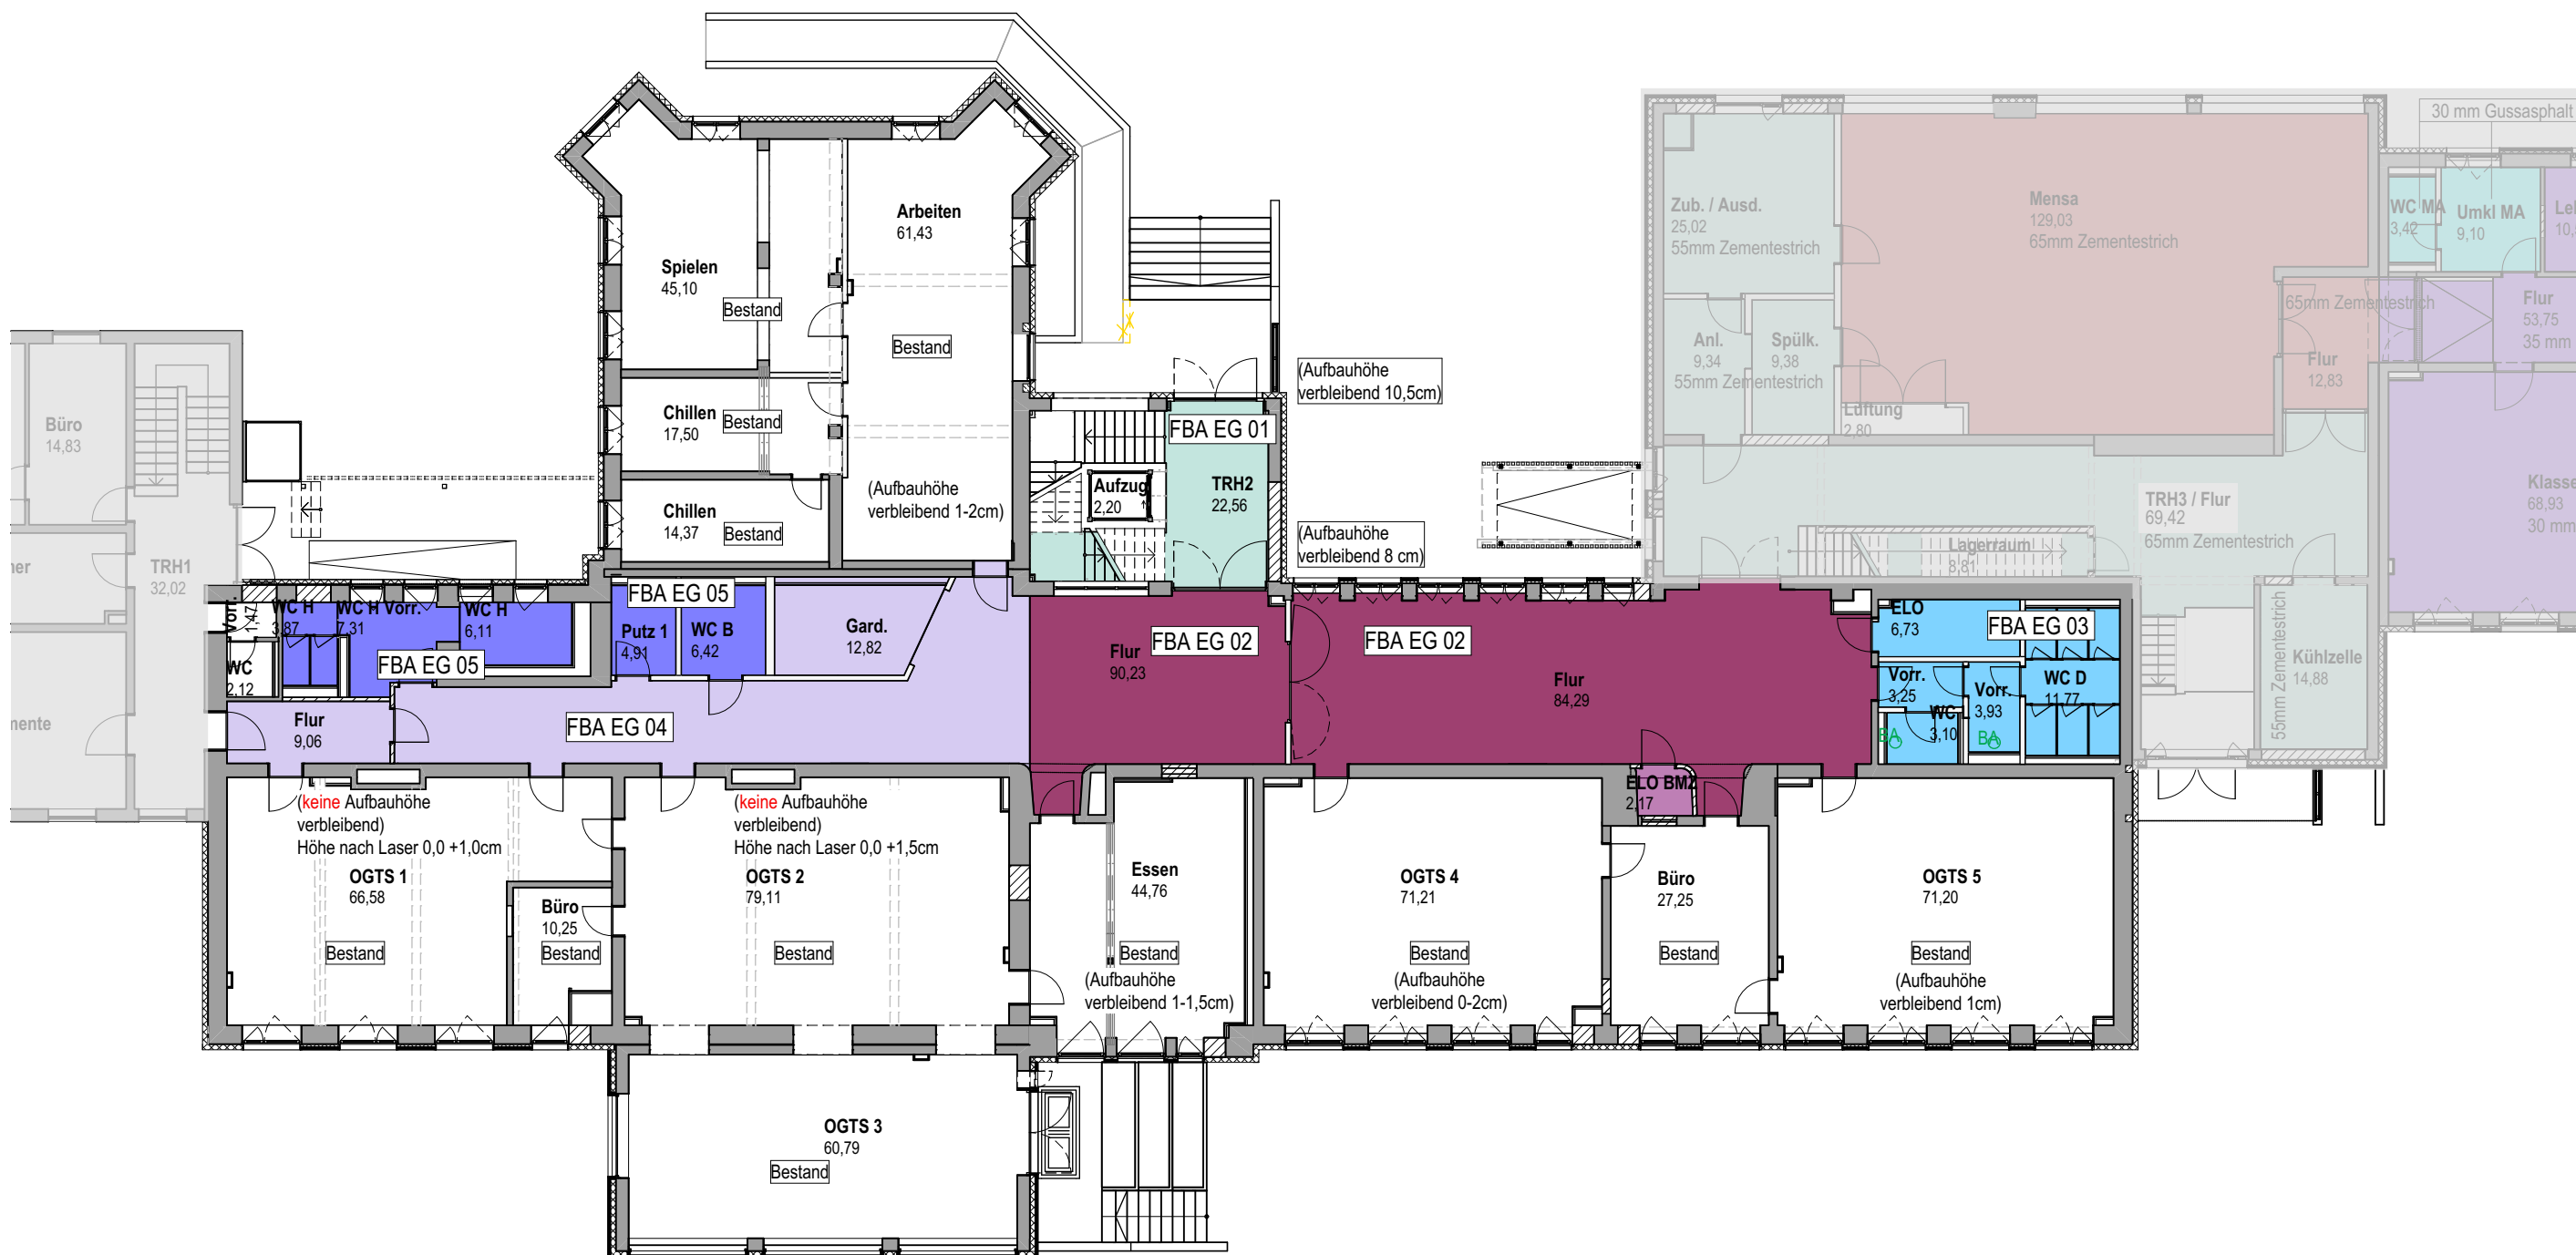 30 mm Gussasphalt
Arbeiten
61,43
Spielen
45,10
Bestand
Bestand
Zub. / Ausd.
25,02
55mm Zementestrich
Mensa
129,03
65mm Zementestrich
WC MA
3,42
Umkl MA
9,10
65mm Zementestrich
Flur
53,75
35 mm
Anl.
9,34
55mm Zementestrich
Spülk.
9,38
Flur
12,83
(Aufbauhöhe
verbleibend 10,5cm)
Büro
14,83
Chillen
17,50
Bestand
FBA EG 01
Lüftung
2,80
Aufzug
2,20
TRH2
22,56
(Aufbauhöhe
verbleibend 1-2cm)
Chillen
14,37
Bestand
(Aufbauhöhe
verbleibend 8 cm)
TRH3 / Flur
69,42
65mm Zementestrich
Lagerraum
8,81
Klasse
68,93
30 mm
TRH1
32,02
Vorr.
1,47
WC H
3,87
WC H Vorr.
7,31
WC H
6,11
FBA EG 05
Putz 1
4,91
WC B
6,42
Gard.
12,82
FBA EG 02
Flur
90,23
FBA EG 02
Flur
84,29
ELO
6,73
FBA EG 03
WC
2,12
FBA EG 05
Vorr.
3,25
Vorr.
3,93
WC D
11,77
WC
3,10
BA
BA
55mm Zementestrich
Kühlzelle
14,88
Flur
9,06
FBA EG 04
mente
(keine Aufbauhöhe
verbleibend)
Höhe nach Laser 0,0 +1,0cm
(keine Aufbauhöhe
verbleibend)
Höhe nach Laser 0,0 +1,5cm
2,17
OGTS 1
66,58
Büro
10,25
OGTS 2
79,11
Essen
44,76
OGTS 4
71,21
Büro
27,25
OGTS 5
71,20
Bestand
Bestand
Bestand
Bestand
Bestand
Bestand
Bestand
(Aufbauhöhe
verbleibend 1-1,5cm)
(Aufbauhöhe
verbleibend 0-2cm)
(Aufbauhöhe
verbleibend 1cm)
OGTS 3
60,79
Bestand